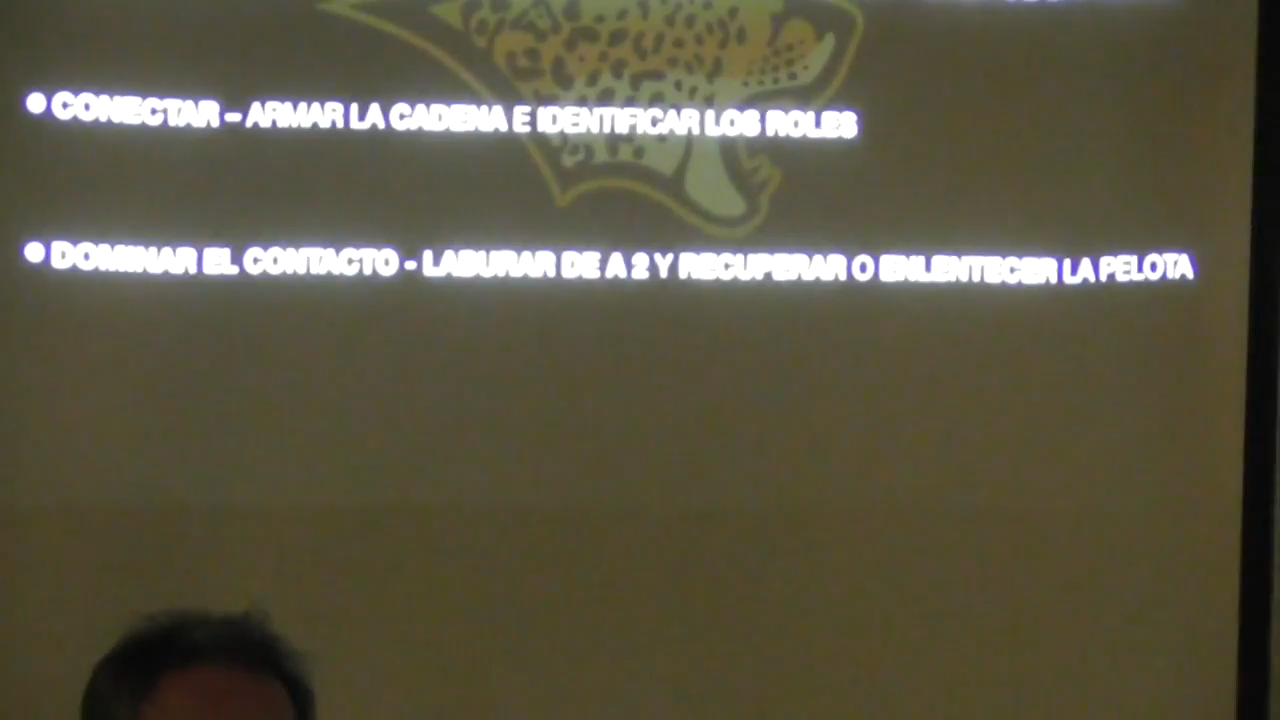 • CONECTAR - ARMAR LA CADENA E IDENTIFICAR LOS ROLES
• DOMINAR EL CONTACTO - LABURAR DE A 2 Y RECUPERAR O ENLENTECER LA PELOTA